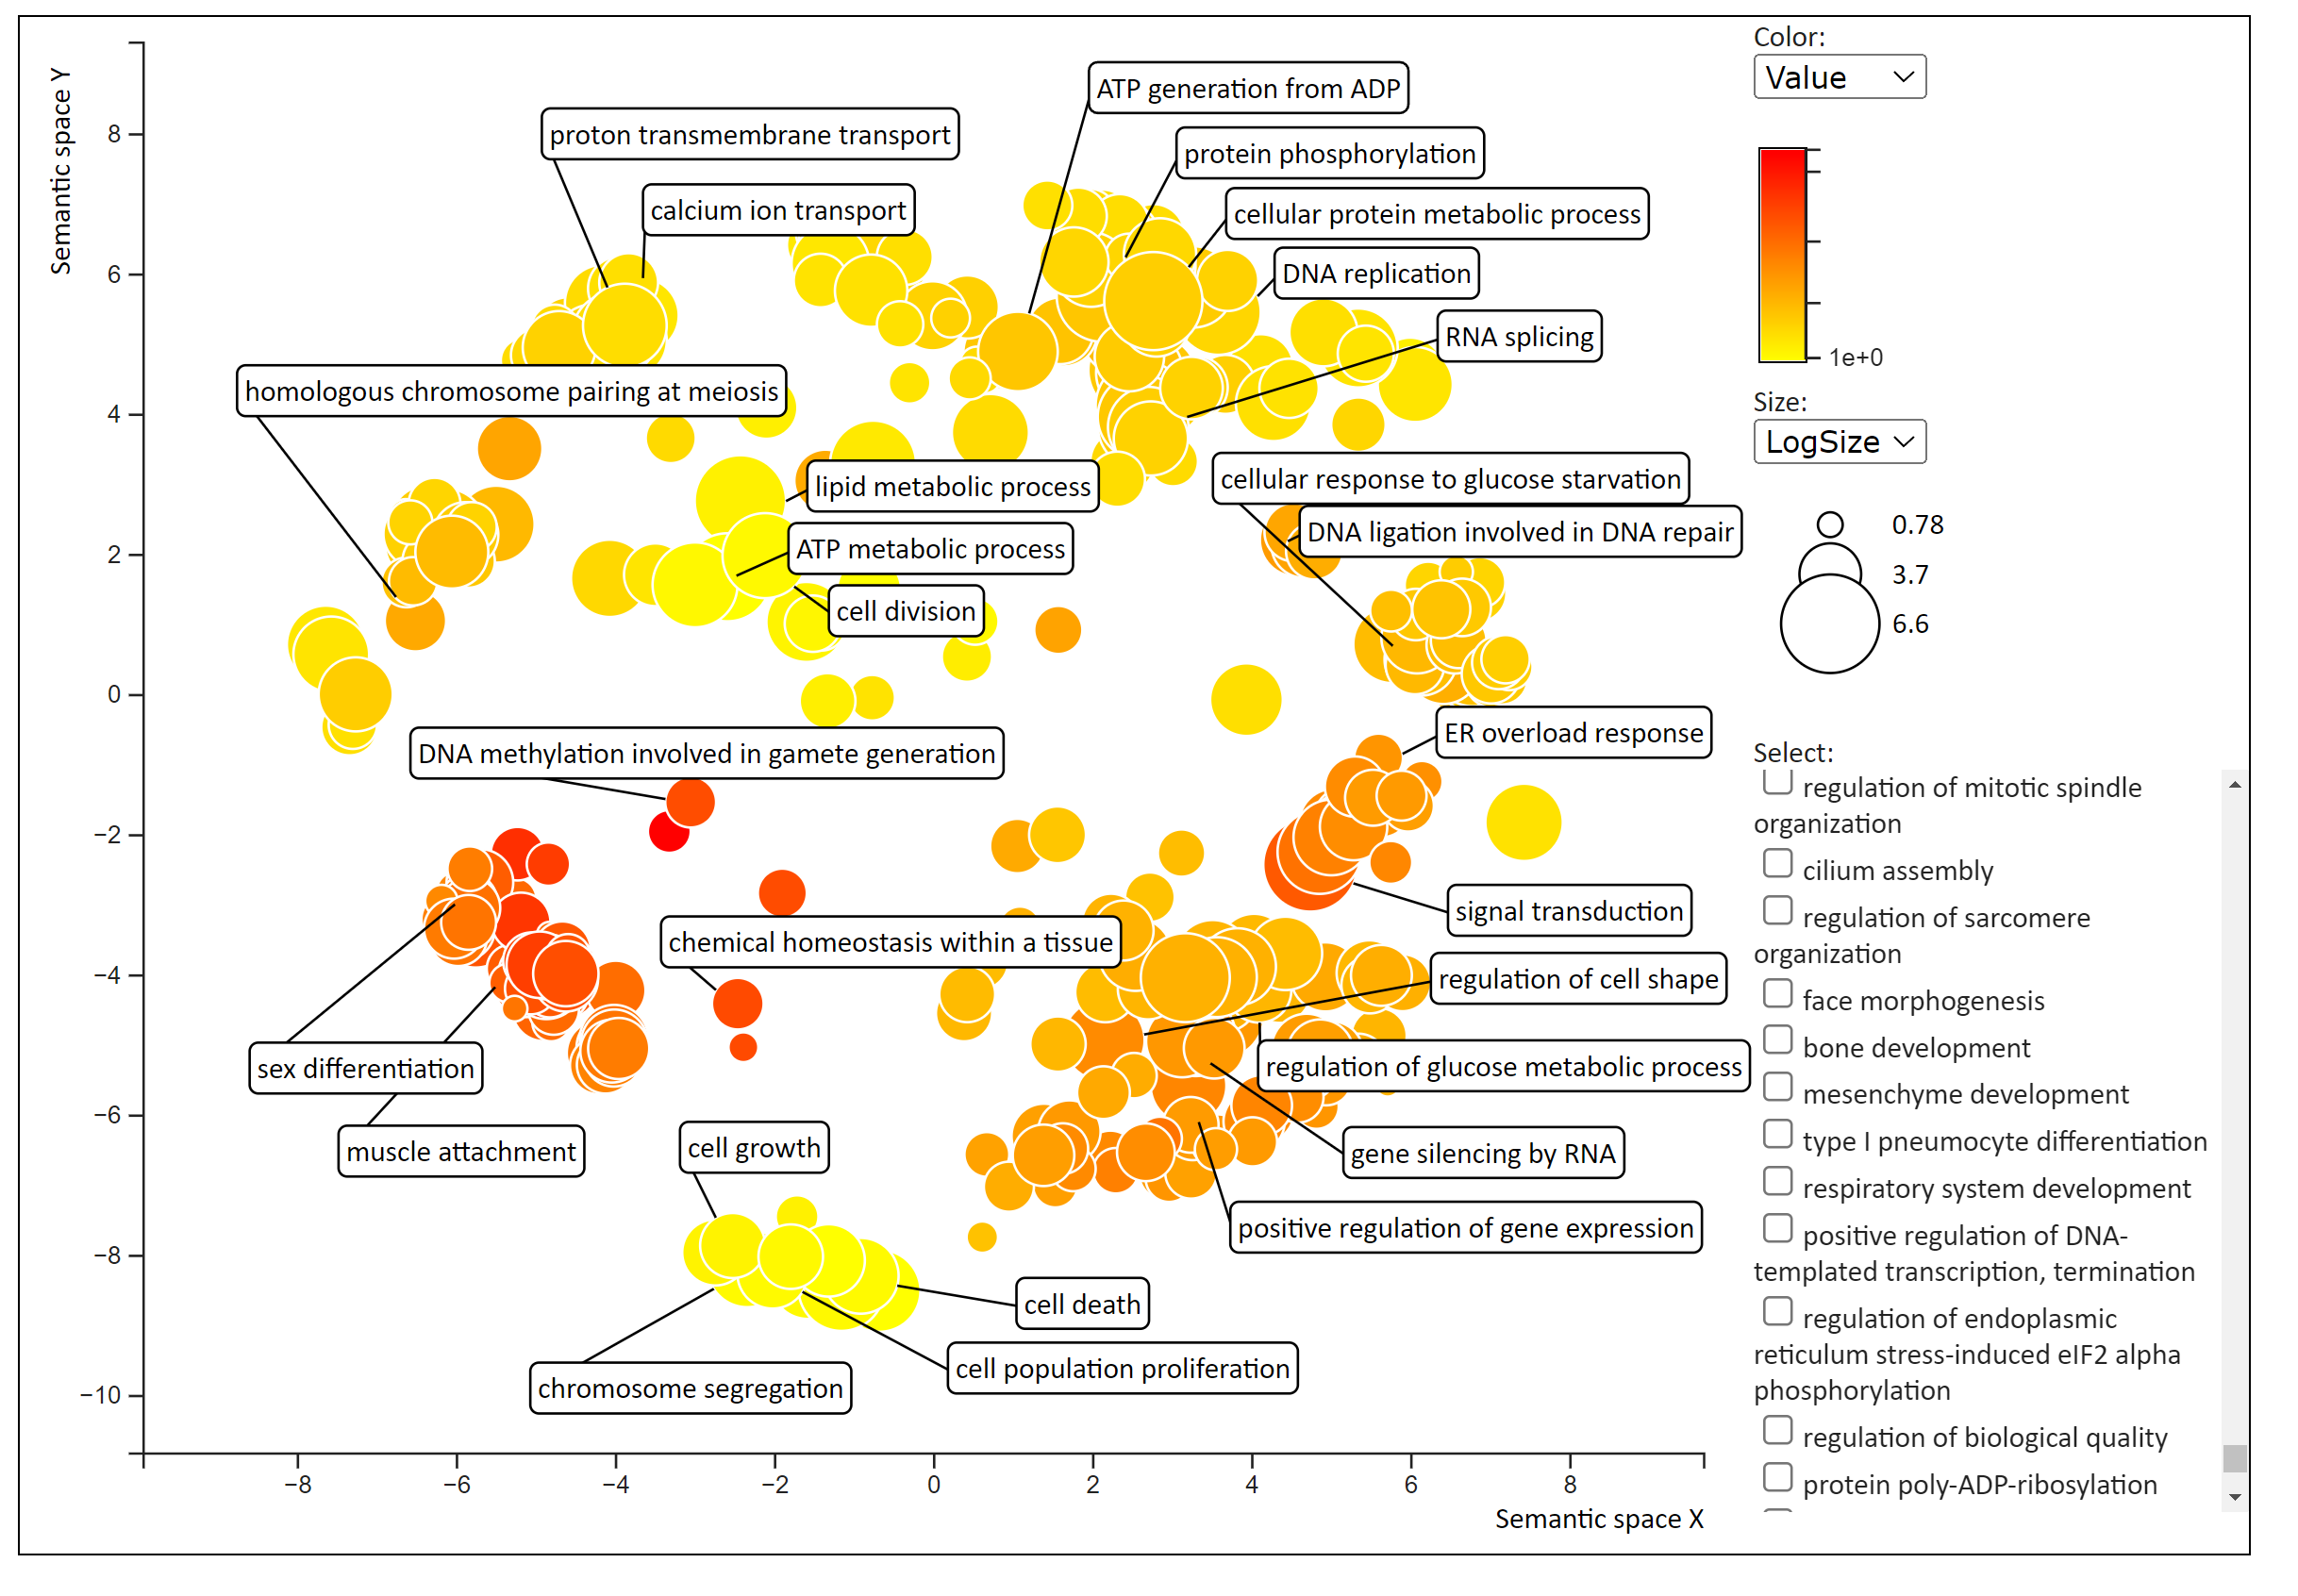 Semantic space Y
8
6
4
2
0
−2
−4
−6
−8
−10
−8
−6
−4
−2
0
2
4
6
8
Semantic space X
ATP generation from ADP
proton transmembrane transport
protein phosphorylation
calcium ion transport
cellular protein metabolic process
DNA replication
RNA splicing
homologous chromosome pairing at meiosis
lipid metabolic process
cellular response to glucose starvation
DNA ligation involved in DNA repair
ATP metabolic process
cell division
ER overload response
DNA methylation involved in gamete generation
signal transduction
chemical homeostasis within a tissue
regulation of cell shape
sex differentiation
regulation of glucose metabolic process
muscle attachment
cell growth
gene silencing by RNA
positive regulation of gene expression
cell death
cell population proliferation
chromosome segregation
Color:
Value
1e+0
Size:
LogSize
0.78
3.7
6.6
Select:
regulation of mitotic spindle
organization
cilium assembly
regulation of sarcomere
organization
face morphogenesis
bone development
mesenchyme development
type I pneumocyte differentiation
respiratory system development
positive regulation of DNA-
templated transcription, termination
regulation of endoplasmic
reticulum stress-induced eIF2 alpha
phosphorylation
regulation of biological quality
protein poly-ADP-ribosylation